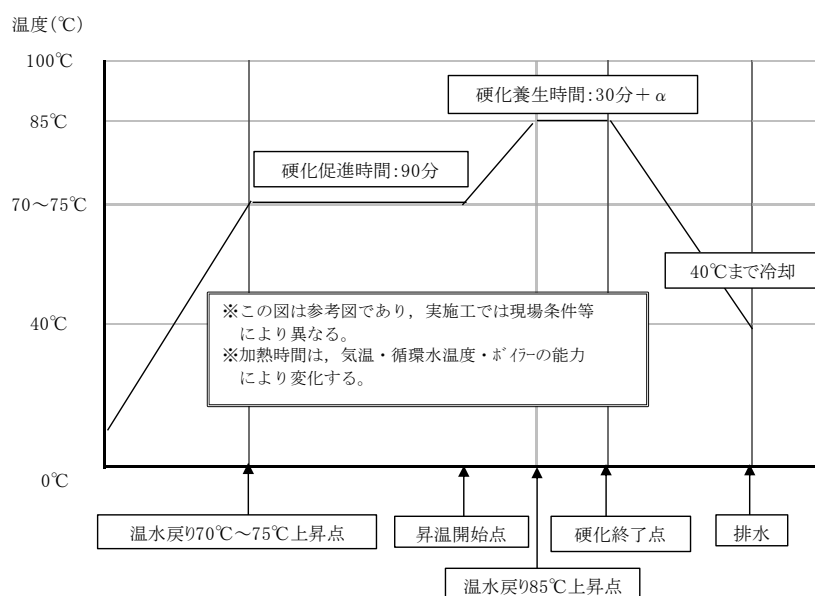 温度(℃)
100℃
硬化養生時間:30分+α
85℃
硬化促進時間:90分
70~75℃
40℃まで冷却
※この図は参考図であり,実施工では現場条件等
により異なる。
40℃
※加熱時間は,気温・循環水温度・ボイラーの能力
により変化する。
0℃
温水戻り70℃~75℃上昇点
昇温開始点
硬化終了点
排水
温水戻り85℃上昇点